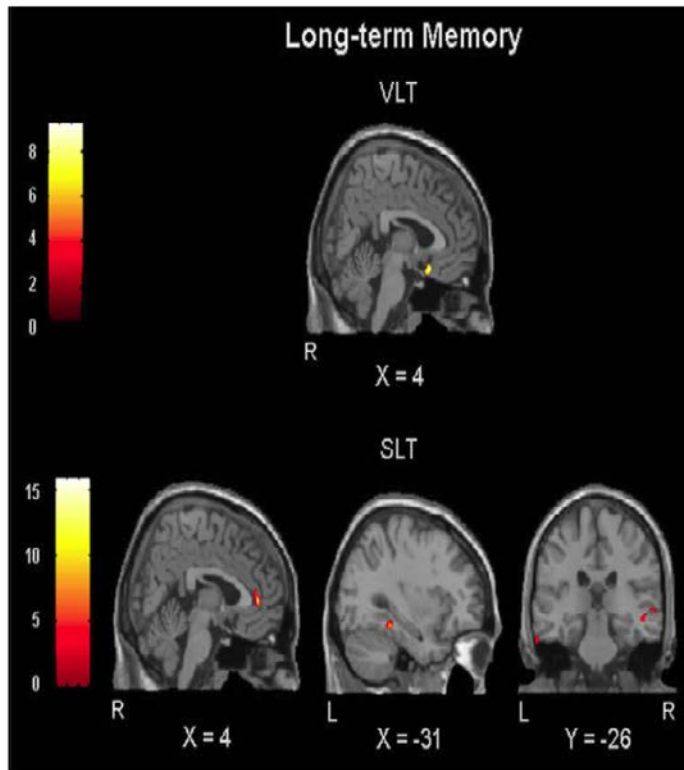 Long-term Memory
VLT
8
6
4
2
0
R
X = 4
SLT
15
10
5
0
R
X = 4
L
X = -31
L
R
Y = -26